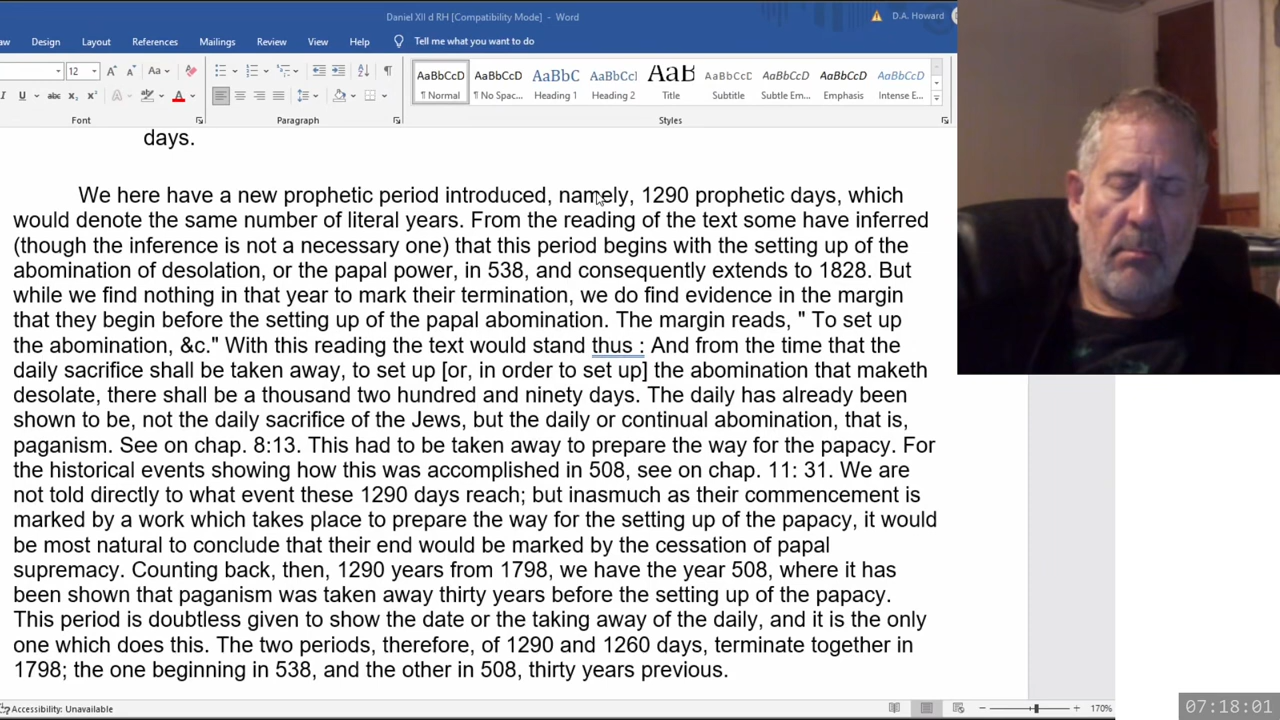 Daniel XII d RH [Compatibility Mode] - Word
D.A. Howard
aw Design Layout References Mailings Review View Help Tell me what you want to do
12
AaBbCcD AaBbCcD AaBbC AaBbCcI AaB AaBbCcD AaBbCcD AaBbCcD AaBbCcD
¶ Normal ¶ No Spac... Heading 1 Heading 2 Title Subtitle Subtle Em... Emphasis Intense E...
Font Paragraph Styles
days.
We here have a new prophetic period introduced, namely, 1290 prophetic days, which
would denote the same number of literal years. From the reading of the text some have inferred
(though the inference is not a necessary one) that this period begins with the setting up of the
abomination of desolation, or the papal power, in 538, and consequently extends to 1828. But
while we find nothing in that year to mark their termination, we do find evidence in the margin
that they begin before the setting up of the papal abomination. The margin reads, " To set up
the abomination, &c." With this reading the text would stand thus : And from the time that the
daily sacrifice shall be taken away, to set up [or, in order to set up] the abomination that maketh
desolate, there shall be a thousand two hundred and ninety days. The daily has already been
shown to be, not the daily sacrifice of the Jews, but the daily or continual abomination, that is,
paganism. See on chap. 8:13. This had to be taken away to prepare the way for the papacy. For
the historical events showing how this was accomplished in 508, see on chap. 11: 31. We are
not told directly to what event these 1290 days reach; but inasmuch as their commencement is
marked by a work which takes place to prepare the way for the setting up of the papacy, it would
be most natural to conclude that their end would be marked by the cessation of papal
supremacy. Counting back, then, 1290 years from 1798, we have the year 508, where it has
been shown that paganism was taken away thirty years before the setting up of the papacy.
This period is doubtless given to show the date or the taking away of the daily, and it is the only
one which does this. The two periods, therefore, of 1290 and 1260 days, terminate together in
1798; the one beginning in 538, and the other in 508, thirty years previous.
Accessibility: Unavailable
170%
07:18:01